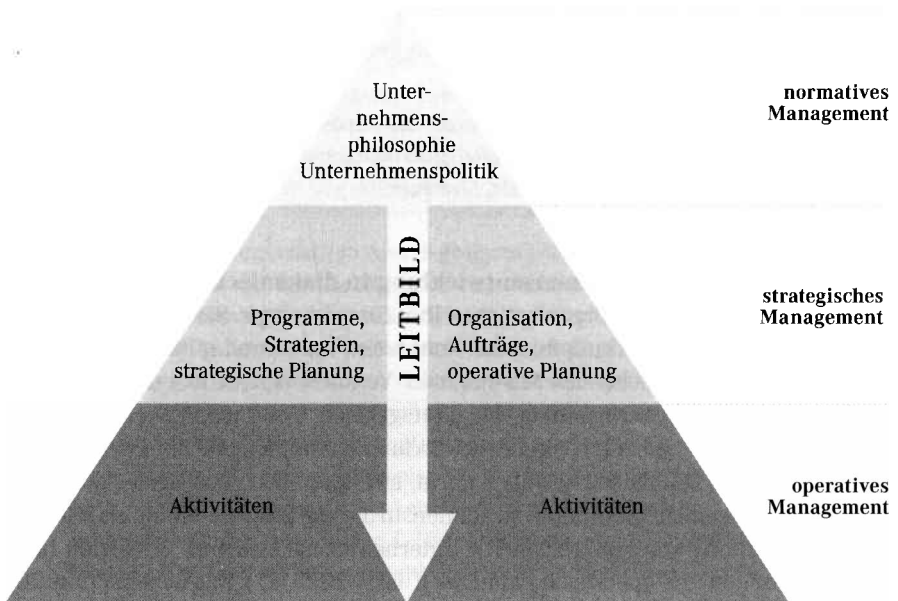 Unter-
nehmens-
philosophie
Unternehmenspolitik
normatives
Management
LEITBILD
Programme,
Strategien,
strategische Planung
Organisation,
Aufträge,
operative Planung
strategisches
Management
Aktivitäten
Aktivitäten
operatives
Management